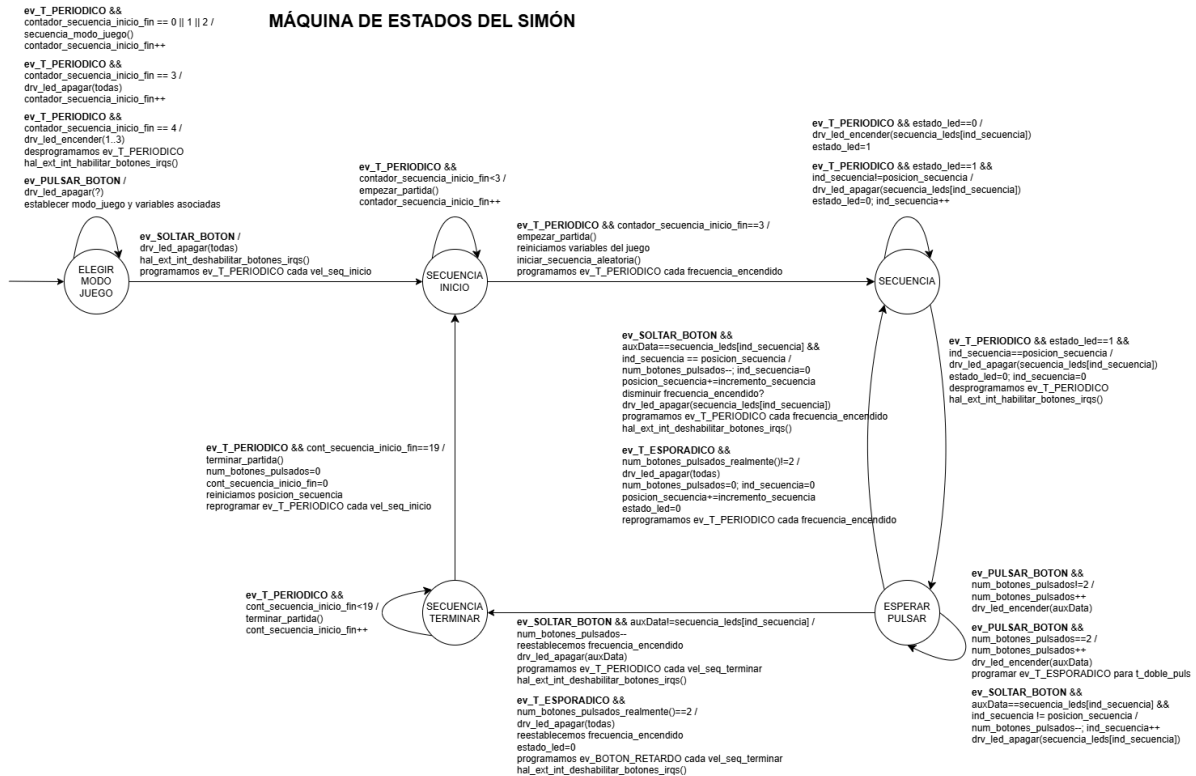 MÁQUINA DE ESTADOS DEL SIMÓN
ev_T_PERIODICO &&
contador_secuencia_inicio_fin == 0 || 1 || 2 /
secuencia_modo_juego()
contador_secuencia_inicio_fin++
ev_T_PERIODICO &&
contador_secuencia_inicio_fin == 3 /
drv_led_apagar(todas)
contador_secuencia_inicio_fin++
ev_T_PERIODICO &&
contador_secuencia_inicio_fin == 4 /
drv_led_encender(1..3)
desprogramamos ev_T_PERIODICO
hal_ext_int_habilitar_botones_irqs()
ev_PULSAR_BOTON /
drv_led_apagar(?)
establecer modo_juego y variables asociadas
ELEGIR
MODO
JUEGO
ev_SOLTAR_BOTON /
drv_led_apagar(todas)
hal_ext_int_deshabilitar_botones_irqs()
programamos ev_T_PERIODICO cada vel_seq_inicio
ev_T_PERIODICO &&
contador_secuencia_inicio_fin<3 /
empezar_partida()
contador_secuencia_inicio_fin++
SECUENCIA
INICIO
ev_T_PERIODICO && contador_secuencia_inicio_fin==3 /
empezar_partida()
reiniciamos variables del juego
iniciar_secuencia_aleatoria()
programamos ev_T_PERIODICO cada frecuencia_encendido
ev_T_PERIODICO && estado_led==0 /
drv_led_encender(secuencia_leds[ind_secuencia])
estado_led=1
ev_T_PERIODICO && estado_led==1 &&
ind_secuencia!=posicion_secuencia /
drv_led_apagar(secuencia_leds[ind_secuencia])
estado_led=0; ind_secuencia++
SECUENCIA
ev_T_PERIODICO && estado_led==1 &&
ind_secuencia==posicion_secuencia /
drv_led_apagar(secuencia_leds[ind_secuencia])
estado_led=0; ind_secuencia=0
desprogramamos ev_T_PERIODICO
hal_ext_int_habilitar_botones_irqs()
ev_SOLTAR_BOTON &&
auxData==secuencia_leds[ind_secuencia] &&
ind_secuencia == posicion_secuencia /
num_botones_pulsados--; ind_secuencia=0
posicion_secuencia+=incremento_secuencia
disminuir frecuencia_encendido?
drv_led_apagar(secuencia_leds[ind_secuencia])
programamos ev_T_PERIODICO cada frecuencia_encendido
hal_ext_int_deshabilitar_botones_irqs()
ev_T_ESPORADICO &&
num_botones_pulsados_realmente()!=2 /
drv_led_apagar(todas)
num_botones_pulsados=0; ind_secuencia=0
posicion_secuencia+=incremento_secuencia
estado_led=0
reprogramamos ev_T_PERIODICO cada frecuencia_encendido
ev_T_PERIODICO && cont_secuencia_inicio_fin==19 /
terminar_partida()
num_botones_pulsados=0
cont_secuencia_inicio_fin=0
reiniciamos posicion_secuencia
reprogramar ev_T_PERIODICO cada vel_seq_inicio
ev_T_PERIODICO &&
cont_secuencia_inicio_fin<19 /
terminar_partida()
cont_secuencia_inicio_fin++
SECUENCIA
TERMINAR
ev_SOLTAR_BOTON && auxData!=secuencia_leds[ind_secuencia] /
num_botones_pulsados--
reestablecemos frecuencia_encendido
drv_led_apagar(auxData)
programamos ev_T_PERIODICO cada vel_seq_terminar
hal_ext_int_deshabilitar_botones_irqs()
ev_T_ESPORADICO &&
num_botones_pulsados_realmente()==2 /
drv_led_apagar(todas)
reestablecemos frecuencia_encendido
estado_led=0
programamos ev_BOTON_RETARDO cada vel_seq_terminar
hal_ext_int_deshabilitar_botones_irqs()
ESPERAR
PULSAR
ev_PULSAR_BOTON &&
num_botones_pulsados!=2 /
num_botones_pulsados++
drv_led_encender(auxData)
ev_PULSAR_BOTON &&
num_botones_pulsados==2 /
num_botones_pulsados++
drv_led_encender(auxData)
programar ev_T_ESPORADICO para t_doble_puls
ev_SOLTAR_BOTON &&
auxData==secuencia_leds[ind_secuencia] &&
ind_secuencia != posicion_secuencia /
num_botones_pulsados--; ind_secuencia++
drv_led_apagar(secuencia_leds[ind_secuencia])